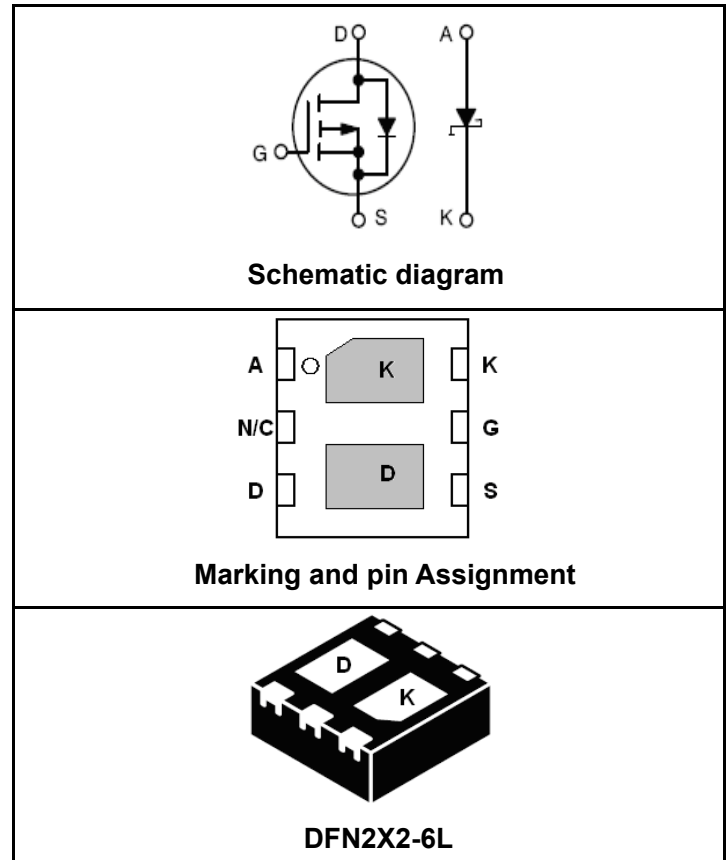 D A
G
S K
Schematic diagram
A K K
N/C G
D D S
Marking and pin Assignment
D
K
DFN2X2-6L